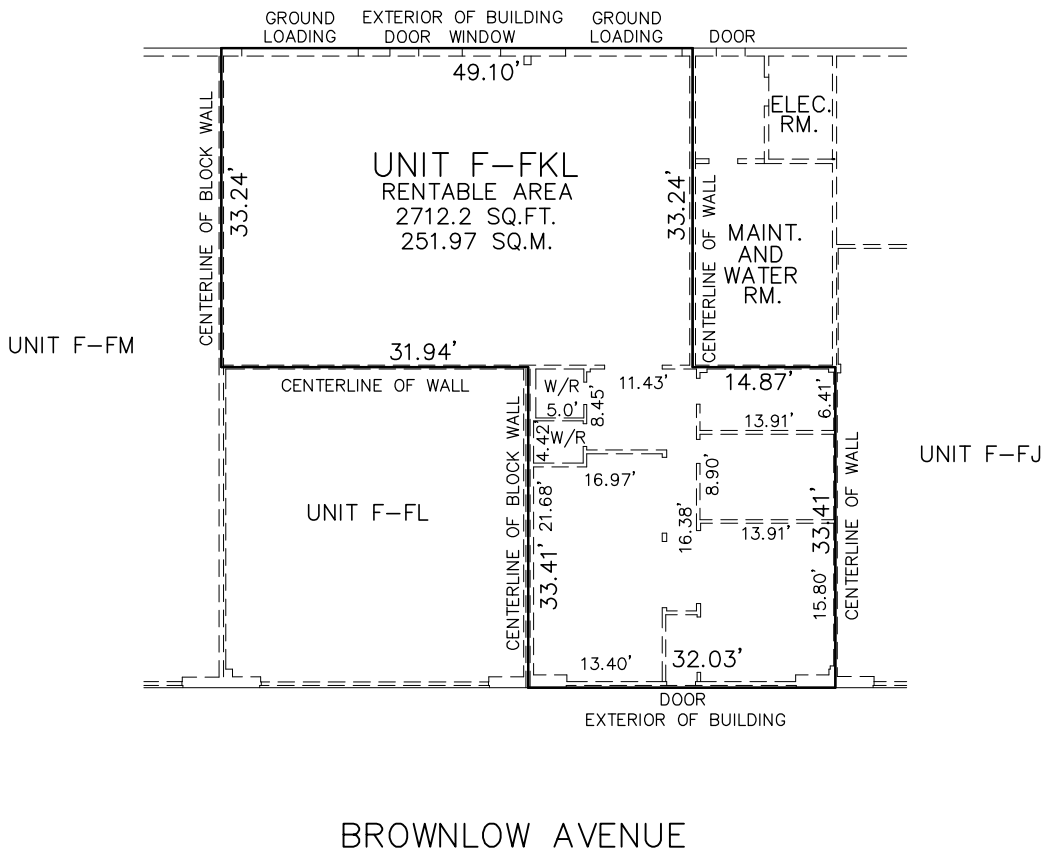 GROUND
LOADING
EXTERIOR OF BUILDING
DOOR WINDOW
GROUND
LOADING
DOOR
49.10'
ELEC.
RM.
CENTERLINE OF BLOCK WALL
33.24'
UNIT F-FKL
RENTABLE AREA
2712.2 SQ.FT.
251.97 SQ.M.
33.24'
CENTERLINE OF WALL
MAINT.
AND
WATER
RM.
UNIT F-FM
31.94'
CENTERLINE OF WALL
W/R
5.0'
8.45'
11.43'
14.87'
6.41'
13.91'
4.42
W/R
16.97'
8.90'
UNIT F-FJ
UNIT F-FL
CENTERLINE OF BLOCK WALL
21.68'
33.41'
16.38'
13.91'
33.41'
15.80'
CENTERLINE OF WALL
13.40'
32.03'
DOOR
EXTERIOR OF BUILDING
BROWNLOW AVENUE